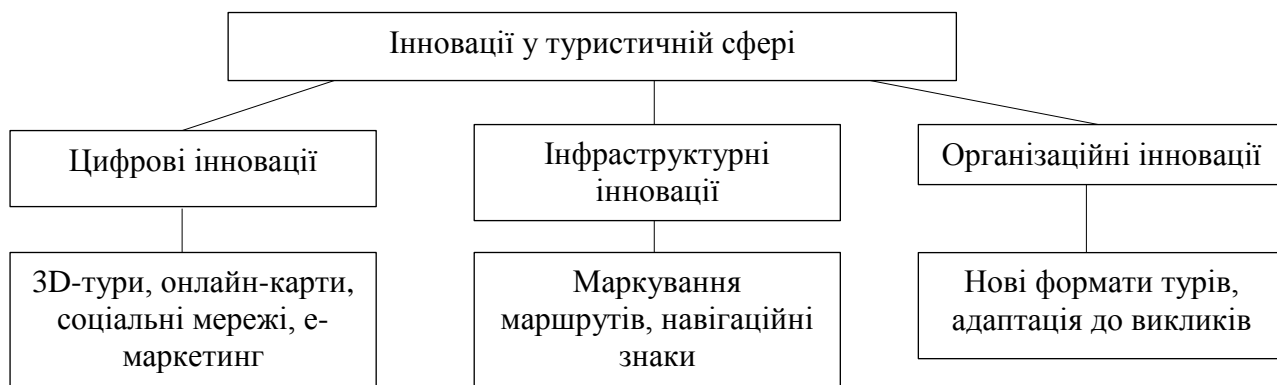 Інновації у туристичній сфері
Цифрові інновації
Інфраструктурні
інновації
Організаційні інновації
3D-тури, онлайн-карти,
соціальні мережі, е-
маркетинг
Маркування
маршрутів, навігаційні
знаки
Нові формати турів,
адаптація до викликів